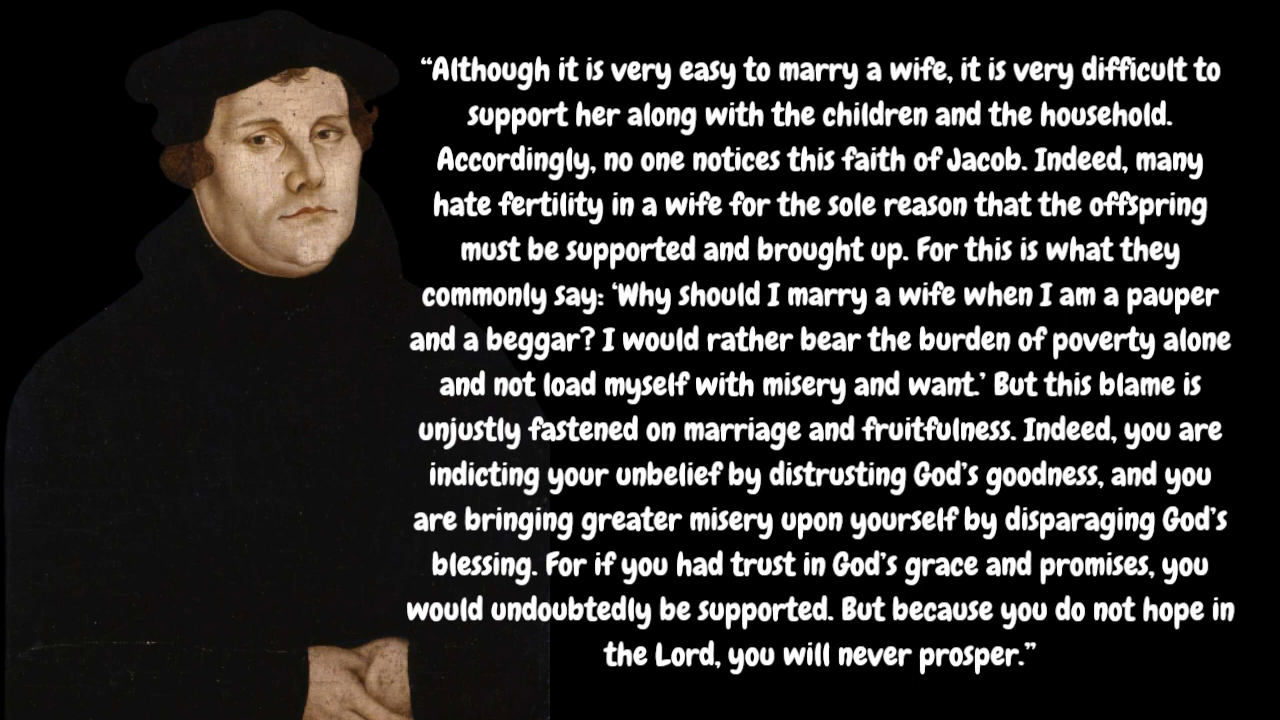 “Although it is very easy to marry a wife, it is very difficult to
support her along with the children and the household.
Accordingly, no one notices this faith of Jacob. Indeed, many
hate fertility in a wife for the sole reason that the offspring
must be supported and brought up. For this is what they
commonly say: ‘Why should I marry a wife when I am a pauper
and a beggar? I would rather bear the burden of poverty alone
and not load myself with misery and want.’ But this blame is
unjustly fastened on marriage and fruitfulness. Indeed, you are
indicting your unbelief by distrusting God’s goodness, and you
are bringing greater misery upon yourself by disparaging God’s
blessing. For if you had trust in God’s grace and promises, you
would undoubtedly be supported. But because you do not hope in
the Lord, you will never prosper.”